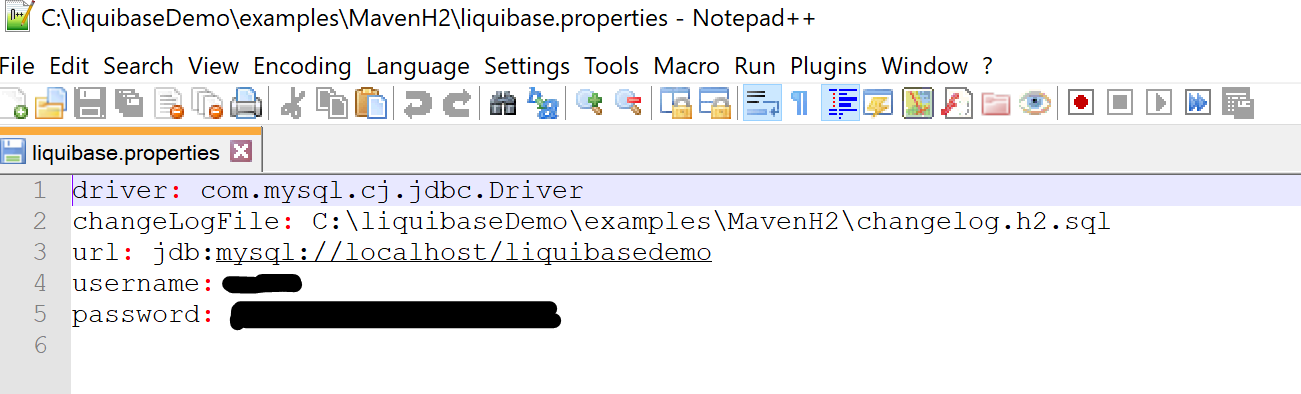 C:\liquibaseDemo\examples\MavenH2\liquibase.properties - Notepad++
File Edit Search View Encoding Language Settings Tools Macro Run Plugins Window ?
liquibase.properties
1 driver: com.mysql.cj.jdbc.Driver
2 changeLogFile: C:\liquibaseDemo\examples\MavenH2\changelog.h2.sql
3 url: jdb:mysql://localhost/liquibasedemo
4 username:
5 password:
6